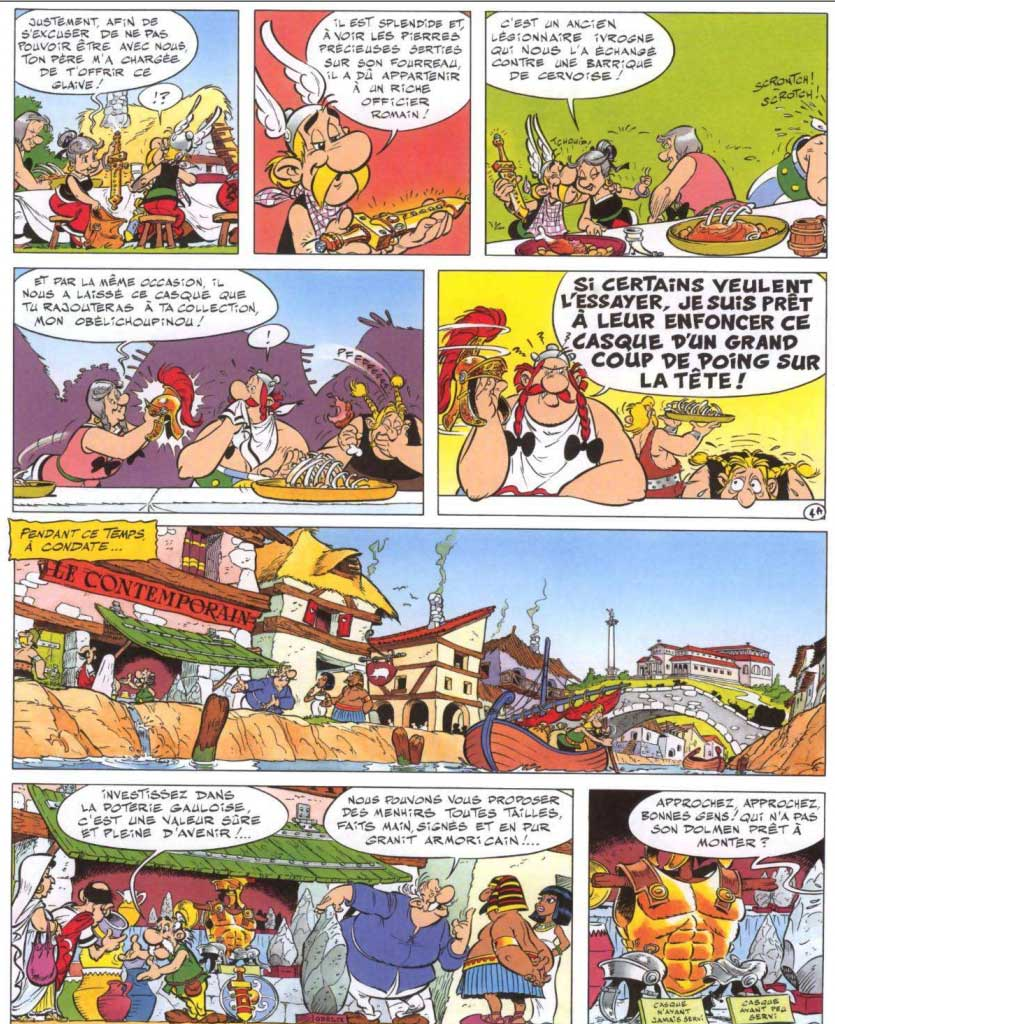 JUSTEMENT, AFIN DE
S'EXCUSER DE NE PAS
POUVOIR ÊTRE AVEC NOUS,
TON PÈRE M'A CHARGÉE
DE T'OFFRIR CE
GLAIVE !
!?
IL EST SPLENDIDE ET,
À VOIR LES PIERRES
PRÉCIEUSES SERTIES
SUR SON FOURREAU,
IL A DÛ APPARTENIR
À UN RICHE
OFFICIER
ROMAIN !
C'EST UN ANCIEN
LÉGIONNAIRE IVROGNE
QUI NOUS L'A ÉCHANGÉ
CONTRE UNE BARRIQUE
DE CERVOISE !
TCHOUIP!
SCRONTCH !
SCROTCH !
ET PAR LA MÊME OCCASION, IL
NOUS A LAISSÉ CE CASQUE QUE
TU RAJOUTERAS À TA COLLECTION,
MON OBÉLICHOUPINOU !
!
SI CERTAINS VEULENT
L'ESSAYER, JE SUIS PRÊT
À LEUR ENFONCER CE
CASQUE D'UN GRAND
COUP DE POING SUR
LA TÊTE !
4A
PENDANT CE TEMPS
À CONDATE...
LE CONTEMPORAIN
INVESTISSEZ DANS
LA POTERIE GAULOISE,
C'EST UNE VALEUR SÛRE
ET PLEINE D'AVENIR !...
NOUS POUVONS VOUS PROPOSER
DES MENHIRS TOUTES TAILLES,
FAITS MAIN, SIGNÉS ET EN PUR
GRANIT ARMORICAIN !...
APPROCHEZ, APPROCHEZ,
BONNES GENS ! QUI N'A PAS
SON DOLMEN PRÊT À
MONTER ?
CASQUE
N'AYANT
JAMAIS SERVI
CASQUE
AYANT PEU
SERVI